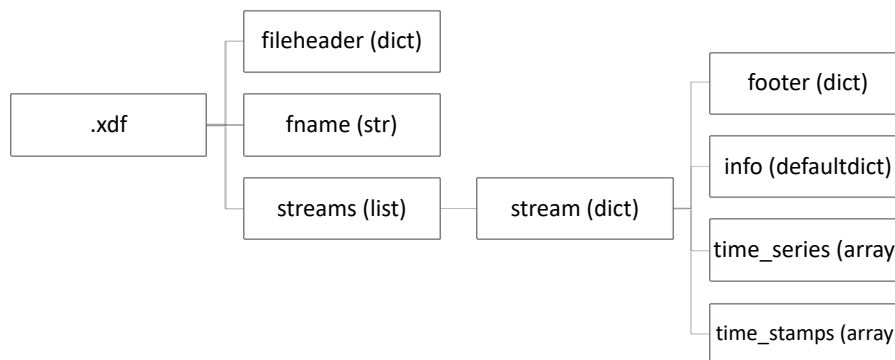 .xdf
fileheader (dict)
fname (str)
streams (list)
stream (dict)
footer (dict)
info (defaultdict)
time_series (array
time_stamps (array